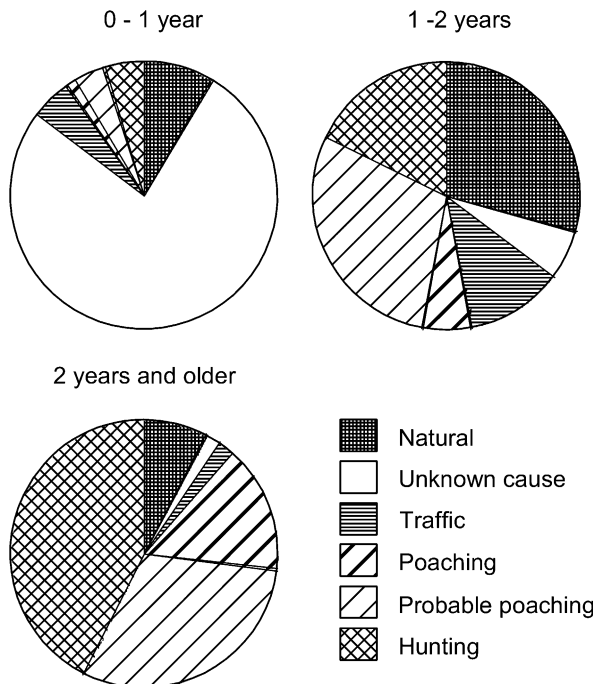 0 - 1 year
1 -2 years
2 years and older
Natural
Unknown cause
Traffic
Poaching
Probable poaching
Hunting